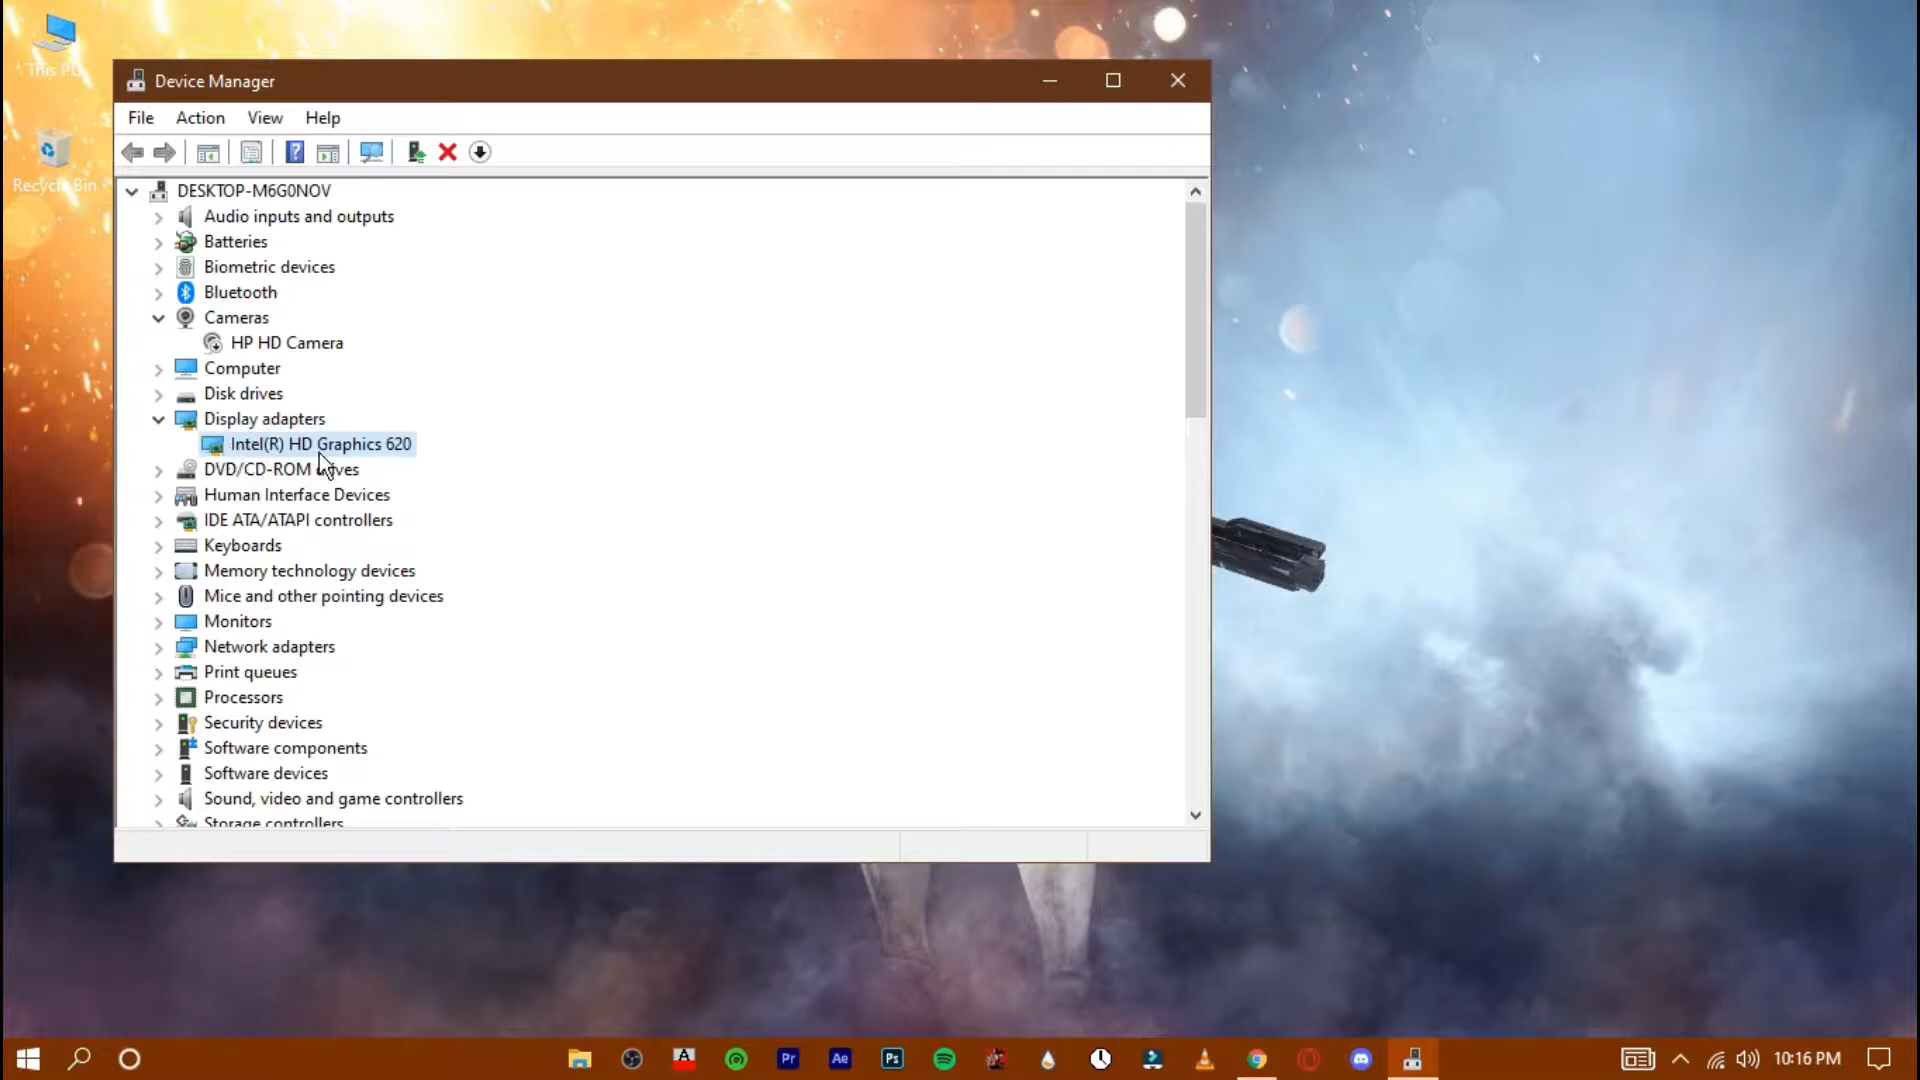 This PC
Recycle Bin
Device Manager
File Action View Help
DESKTOP-M6G0NOV
Audio inputs and outputs
Batteries
Biometric devices
Bluetooth
Cameras
HP HD Camera
Computer
Disk drives
Display adapters
Intel(R) HD Graphics 620
DVD/CD-ROM drives
Human Interface Devices
IDE ATA/ATAPI controllers
Keyboards
Memory technology devices
Mice and other pointing devices
Monitors
Network adapters
Print queues
Processors
Security devices
Software components
Software devices
Sound, video and game controllers
Storage controllers
Pr Ae Ps
10:16 PM